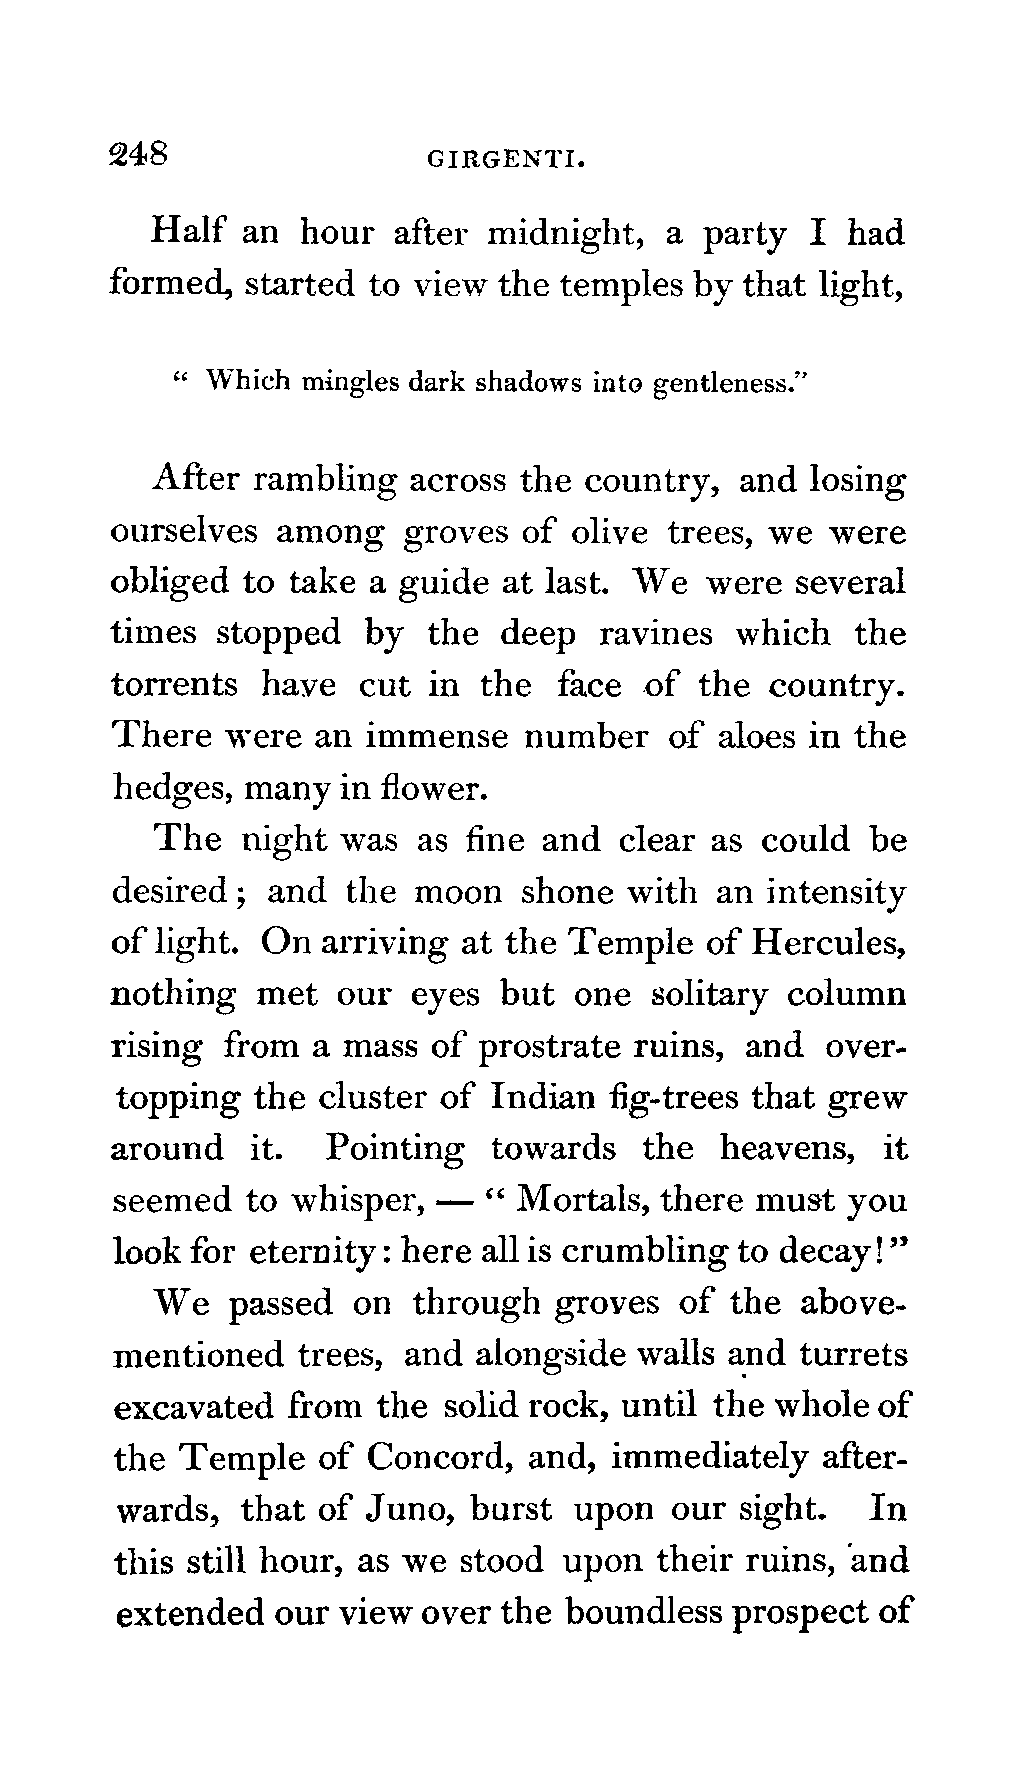 248 GIRGENTI.
Half an hour after midnight, a party I had
formed, started to view the temples by that light,
“ Which mingles dark shadows into gentleness.”
After rambling across the country, and losing
ourselves among groves of olive trees, we were
obliged to take a guide at last. We were several
times stopped by the deep ravines which the
torrents have cut in the face of the country.
There were an immense number of aloes in the
hedges, many in flower.
The night was as fine and clear as could be
desired ; and the moon shone with an intensity
of light. On arriving at the Temple of Hercules,
nothing met our eyes but one solitary column
rising from a mass of prostrate ruins, and over-
topping the cluster of Indian fig-trees that grew
around it. Pointing towards the heavens, it
seemed to whisper, — “ Mortals, there must you
look for eternity : here all is crumbling to decay! ”
We passed on through groves of the above-
mentioned trees, and alongside walls and turrets
excavated from the solid rock, until the whole of
the Temple of Concord, and, immediately after-
wards, that of Juno, burst upon our sight. In
this still hour, as we stood upon their ruins, and
extended our view over the boundless prospect of